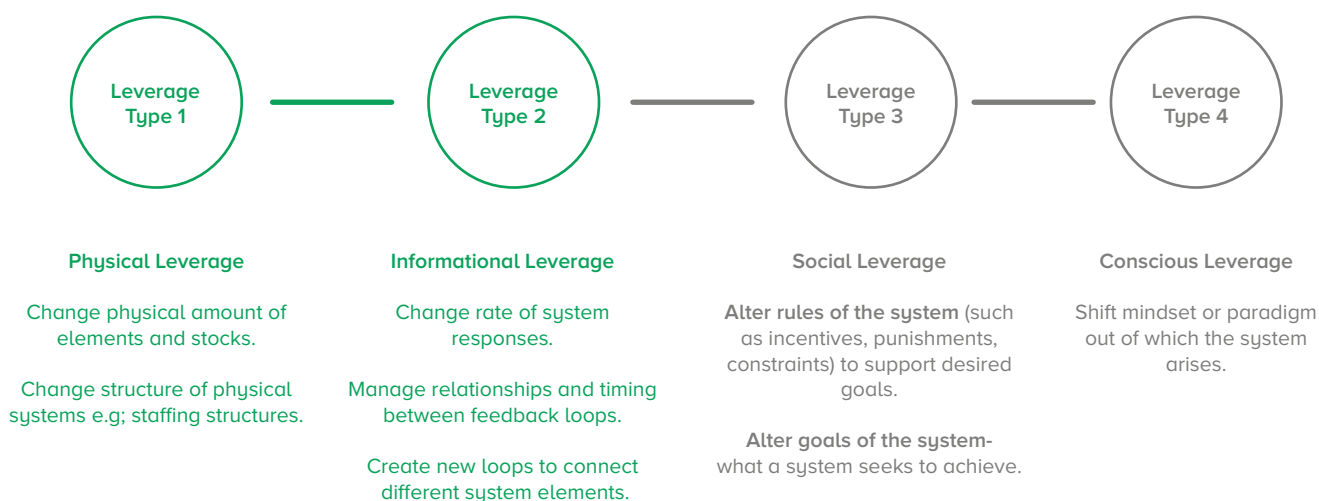 Leverage
Type 1
Leverage
Type 2
Leverage
Type 3
Leverage
Type 4
Physical Leverage
Change physical amount of
elements and stocks.
Change structure of physical
systems e.g; staffing structures.
Informational Leverage
Change rate of system
responses.
Manage relationships and timing
between feedback loops.
Create new loops to connect
different system elements.
Social Leverage
Alter rules of the system (such
as incentives, punishments,
constraints) to support desired
goals.
Alter goals of the system-
what a system seeks to achieve.
Conscious Leverage
Shift mindset or paradigm
out of which the system
arises.